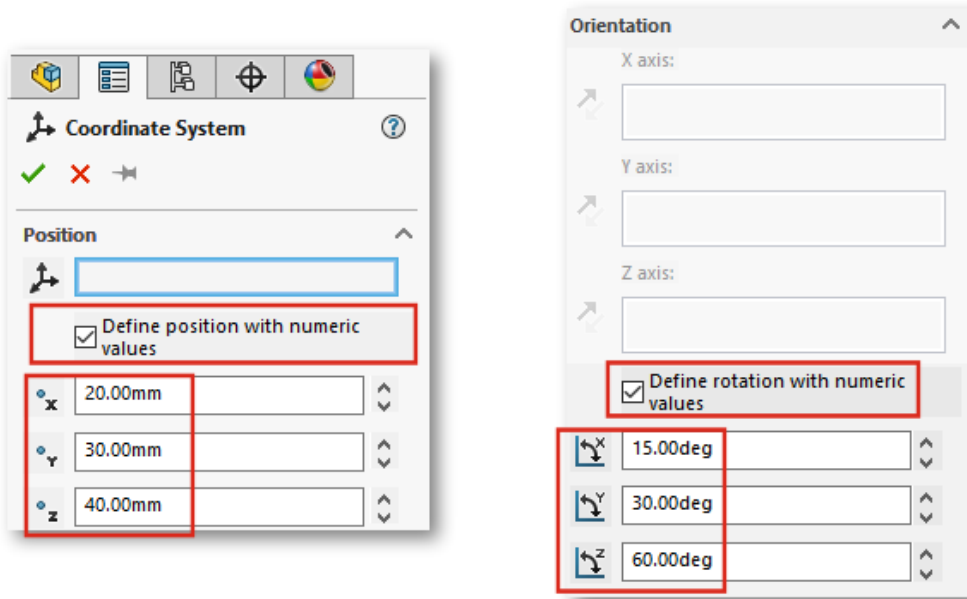 Coordinate System
Position
Define position with numeric
values
X
20.00mm
Y
30.00mm
Z
40.00mm
Orientation
X axis:
Y axis:
Z axis:
Define rotation with numeric
values
X
15.00deg
Y
30.00deg
Z
60.00deg